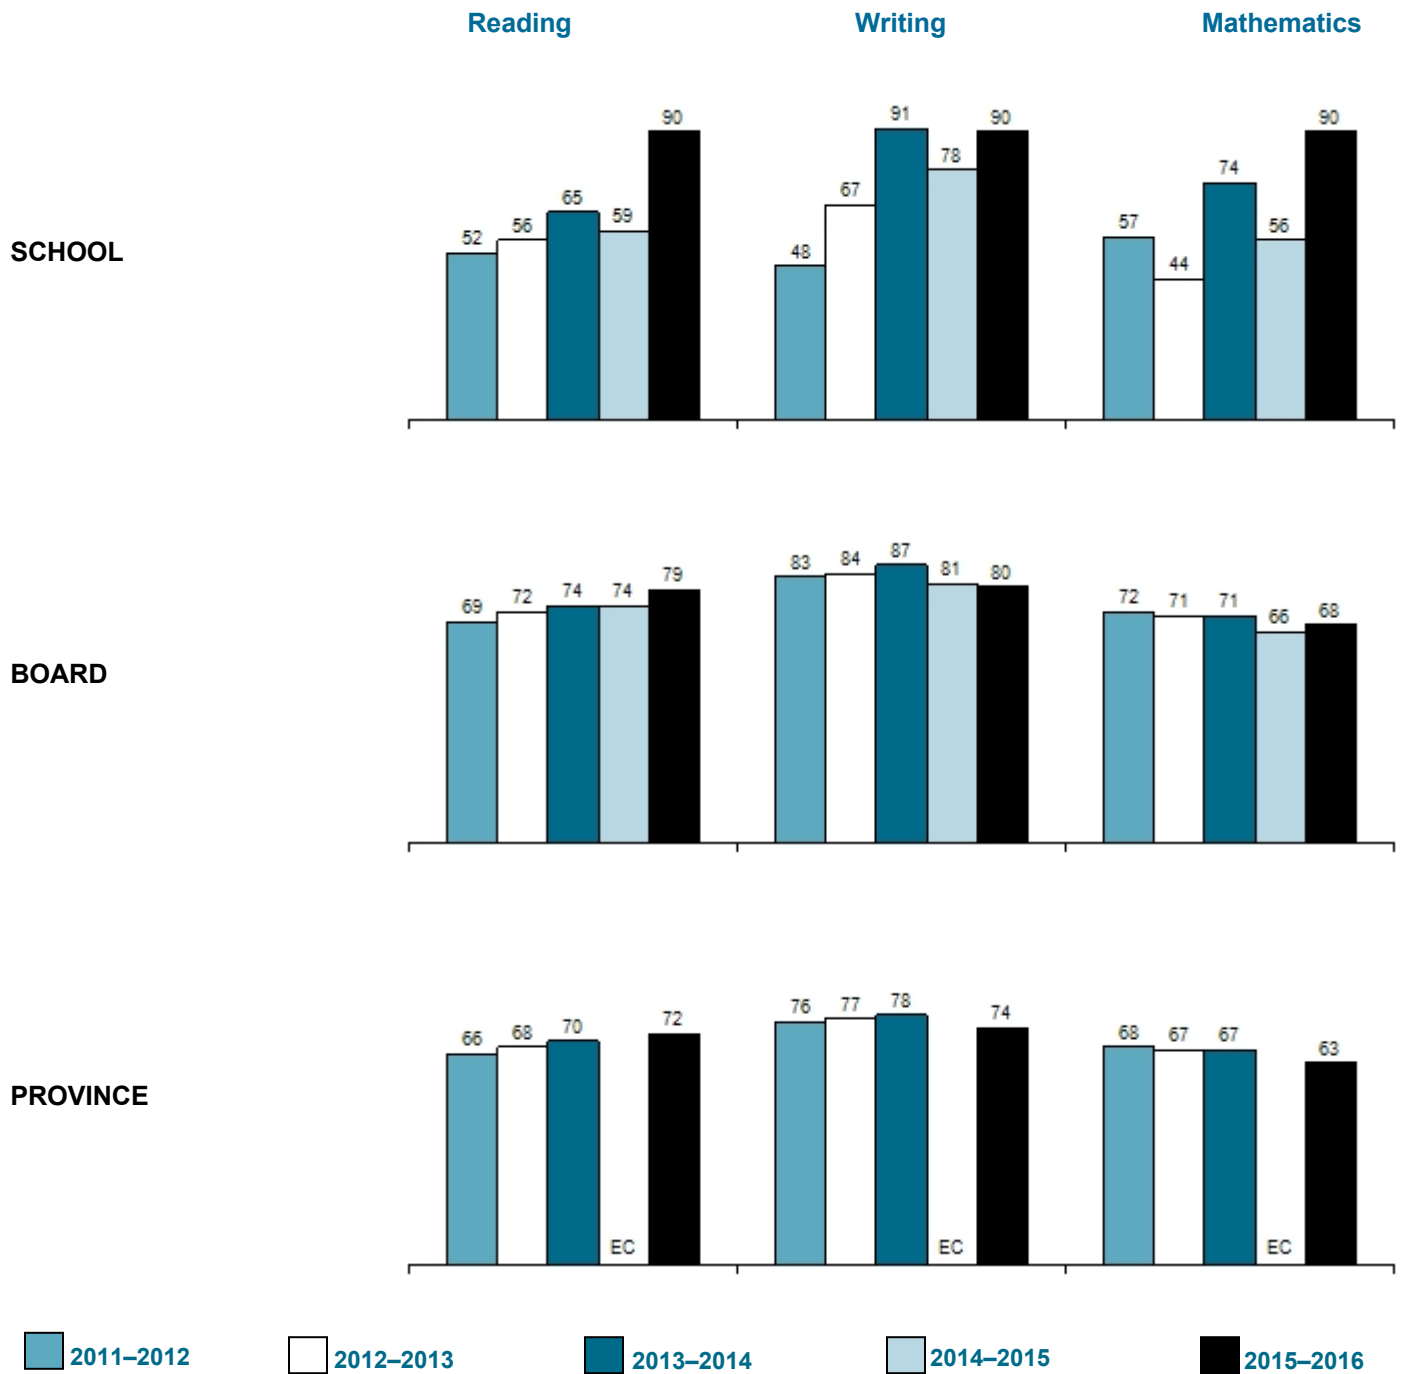 Reading Writing Mathematics
SCHOOL
52 56 65 59 90 48 67 91 78 90 57 44 74 56 90
BOARD
69 72 74 74 79 83 84 87 81 80 72 71 71 66 68
PROVINCE
66 68 70 EC 72 76 77 78 EC 74 68 67 67 EC 63
2011–2012 2012–2013 2013–2014 2014–2015 2015–2016